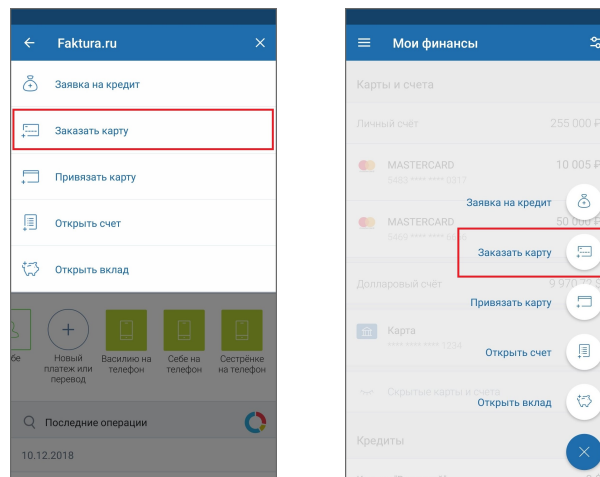 Faktura.ru
Заявка на кредит
Заказать карту
Привязать карту
Открыть счет
Открыть вклад
бе
Новый платеж или перевод
Василию на телефон
Себе на телефон
Сестрёнке на телефон
Последние операции
10.12.2018
Мои финансы
Карты и счета
Личный счёт 255 000 ₽
MASTERCARD 10 005 ₽
MASTERCARD 50 000 ₽
Заявка на кредит
Заказать карту
Долларовый счёт
Привязать карту
Карта
**** **** **** 1234
Открыть счет
Скрытые карты и счета
Открыть вклад
Кредиты